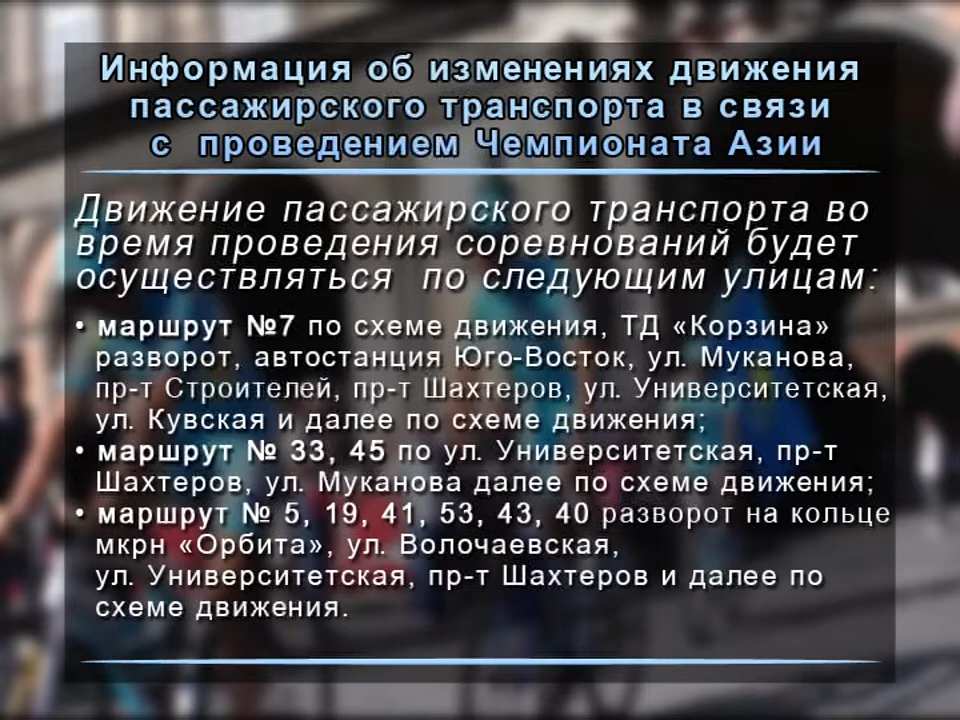 Информация об изменениях движения
пассажирского транспорта в связи
с проведением Чемпионата Азии
Движение пассажирского транспорта во
время проведения соревнований будет
осуществляться по следующим улицам:
• маршрут №7 по схеме движения, ТД «Корзина»
разворот, автостанция Юго-Восток, ул. Муканова,
пр-т Строителей, пр-т Шахтеров, ул. Университетская,
ул. Кувская и далее по схеме движения;
• маршрут № 33, 45 по ул. Университетская, пр-т
Шахтеров, ул. Муканова далее по схеме движения;
• маршрут № 5, 19, 41, 53, 43, 40 разворот на кольце
мкрн «Орбита», ул. Волочаевская,
ул. Университетская, пр-т Шахтеров и далее по
схеме движения.